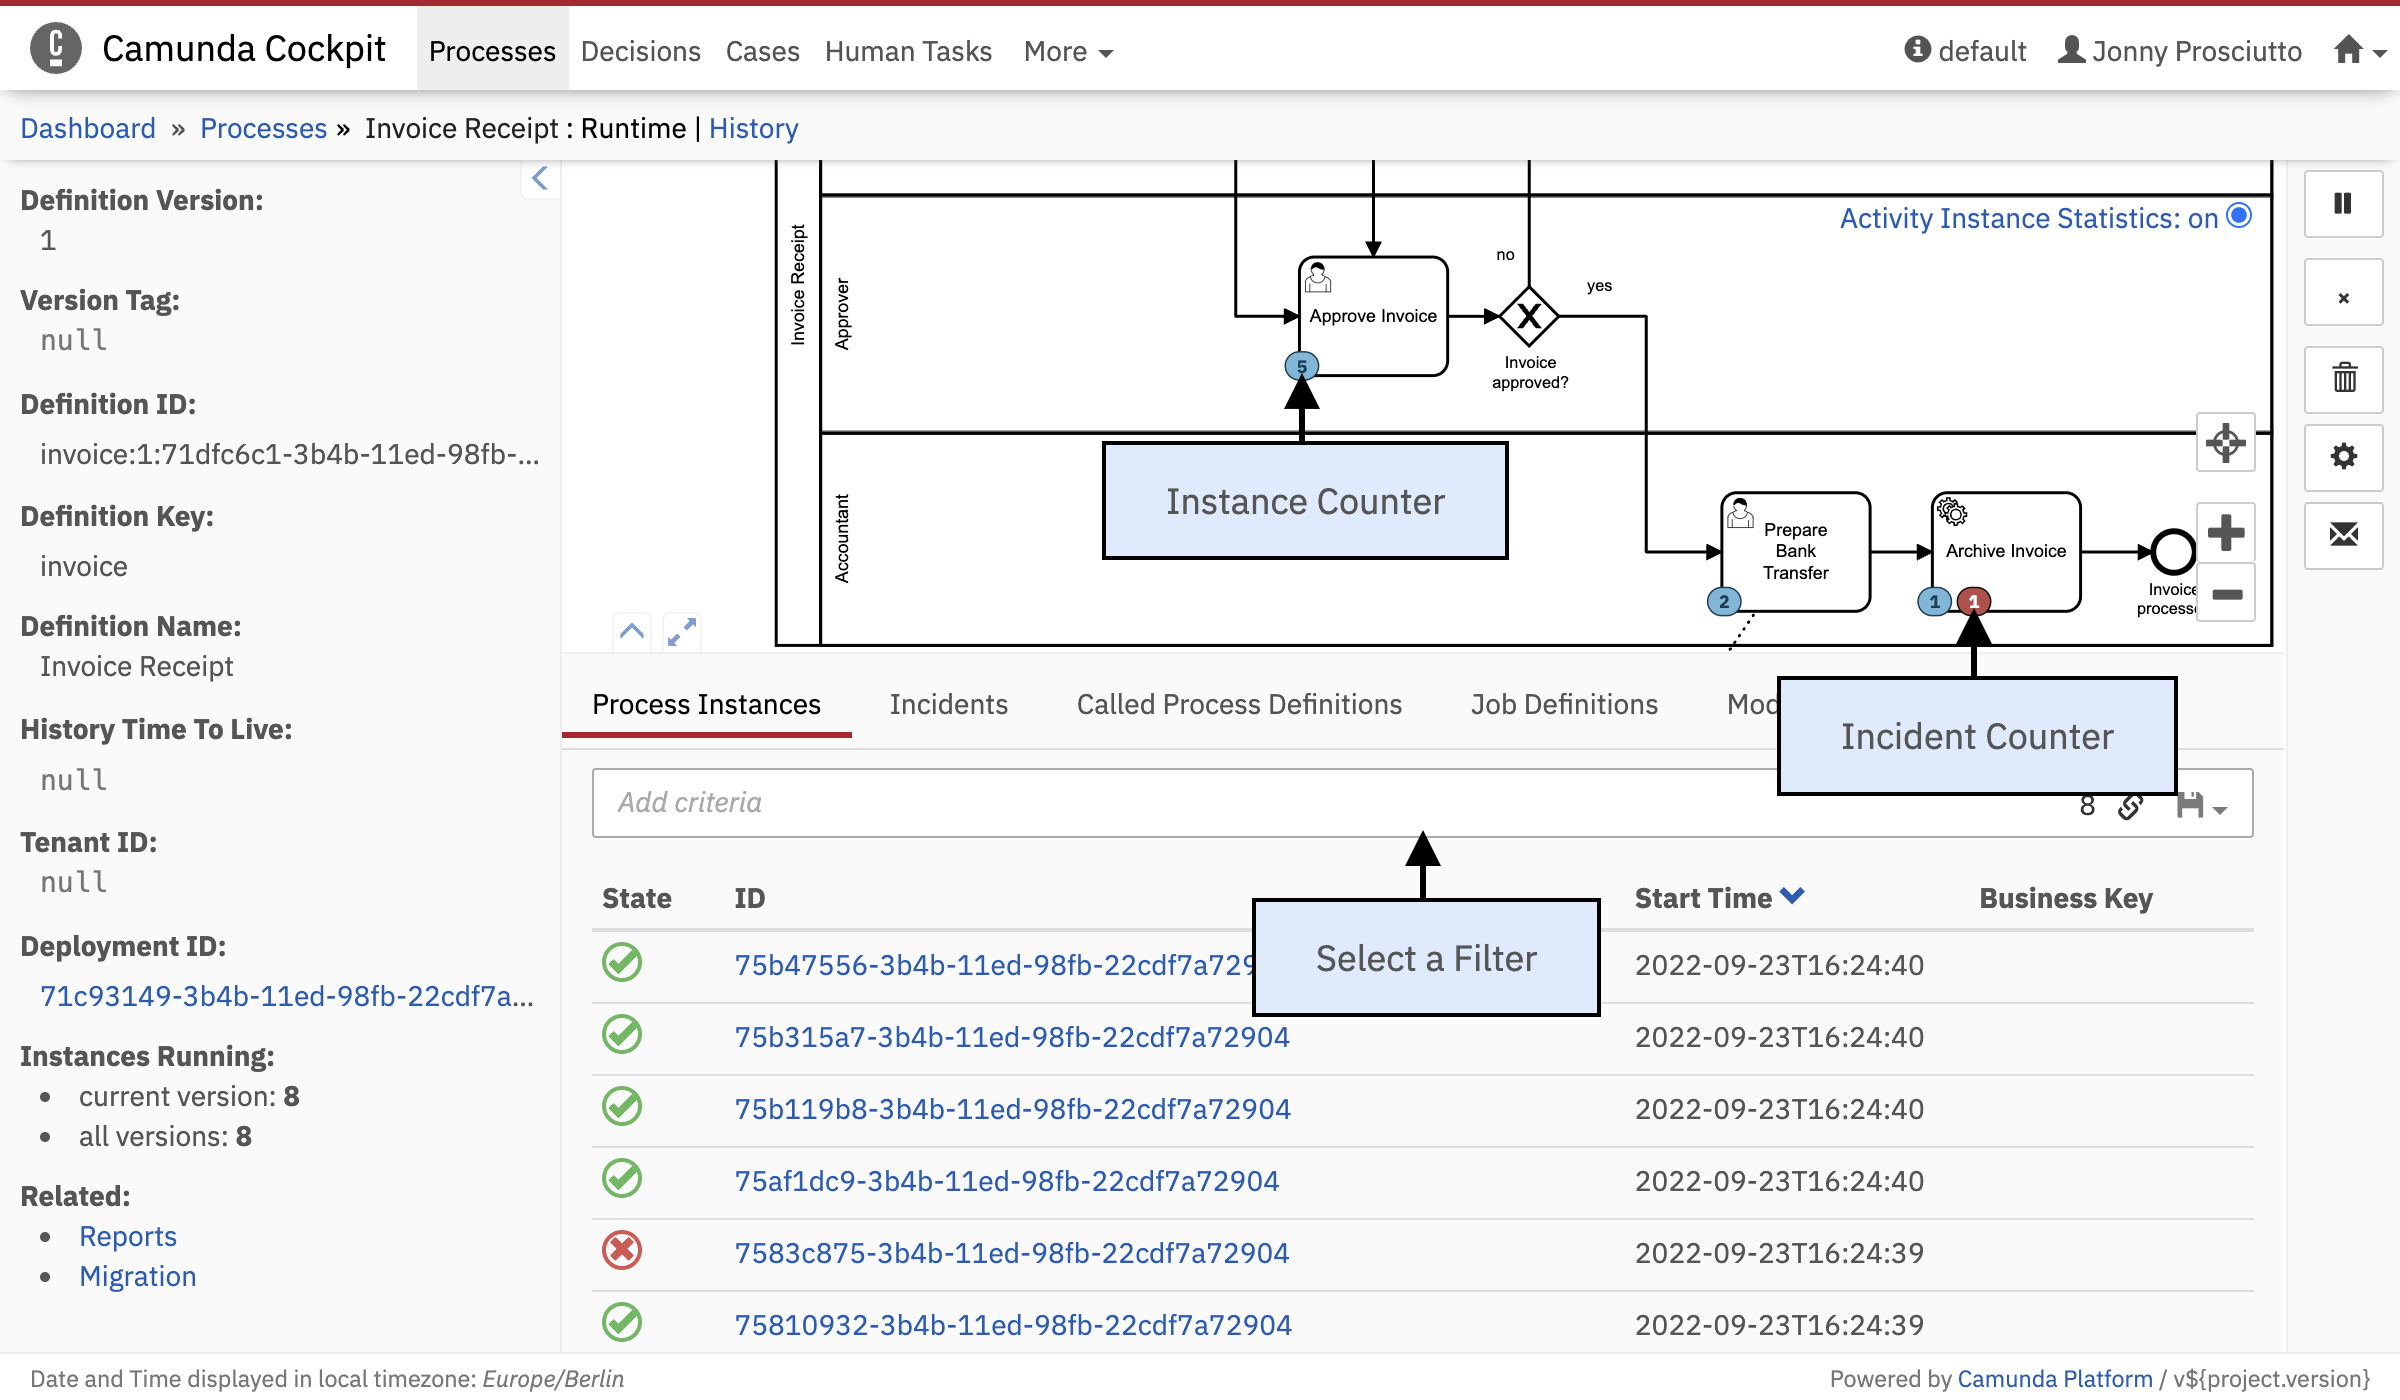 Camunda Cockpit Processes Decisions Cases Human Tasks More default Jonny Prosciutto
Dashboard » Processes » Invoice Receipt : Runtime | History
Definition Version:
1
Version Tag:
null
Definition ID:
invoice:1:71dfc6c1-3b4b-11ed-98fb-...
Definition Key:
invoice
Definition Name:
Invoice Receipt
History Time To Live:
null
Tenant ID:
null
Deployment ID:
71c93149-3b4b-11ed-98fb-22cdf7a...
Instances Running:
• current version: 8
• all versions: 8
Related:
• Reports
• Migration
Activity Instance Statistics: on
Invoice Receipt
Approver
Approve Invoice
5
no
yes
X
Invoice
approved?
Instance Counter
Accountant
Prepare
Bank
Transfer
2
Archive Invoice
1 1
Invoice
process
Incident Counter
Process Instances Incidents Called Process Definitions Job Definitions
Add criteria 8
Select a Filter
State ID Start Time Business Key
75b47556-3b4b-11ed-98fb-22cdf7a729 2022-09-23T16:24:40
75b315a7-3b4b-11ed-98fb-22cdf7a72904 2022-09-23T16:24:40
75b119b8-3b4b-11ed-98fb-22cdf7a72904 2022-09-23T16:24:40
75af1dc9-3b4b-11ed-98fb-22cdf7a72904 2022-09-23T16:24:40
7583c875-3b4b-11ed-98fb-22cdf7a72904 2022-09-23T16:24:39
75810932-3b4b-11ed-98fb-22cdf7a72904 2022-09-23T16:24:39
Date and Time displayed in local timezone: Europe/Berlin
Powered by Camunda Platform / v${project.version}